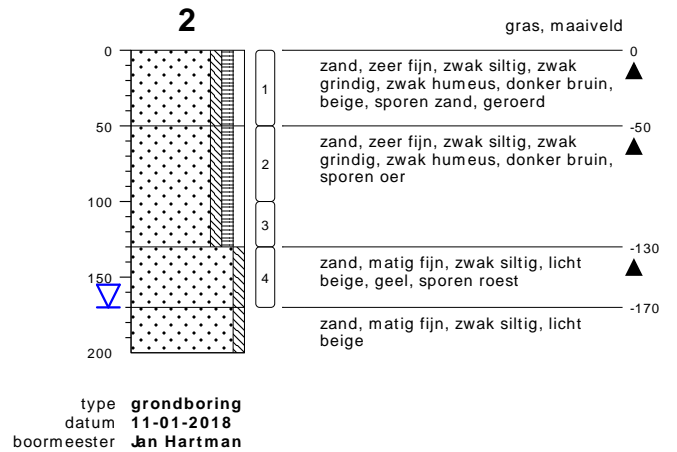 2
gras, maaiveld
0
0
zand, zeer fijn, zwak siltig, zwak
grindig, zwak humeus, donker bruin,
beige, sporen zand, geroerd
1
50
-50
zand, zeer fijn, zwak siltig, zwak
grindig, zwak humeus, donker bruin,
sporen oer
2
100
3
-130
zand, matig fijn, zwak siltig, licht
beige, geel, sporen roest
150
4
-170
zand, matig fijn, zwak siltig, licht
beige
200
type grondboring
datum 11-01-2018
boormeester Jan Hartman